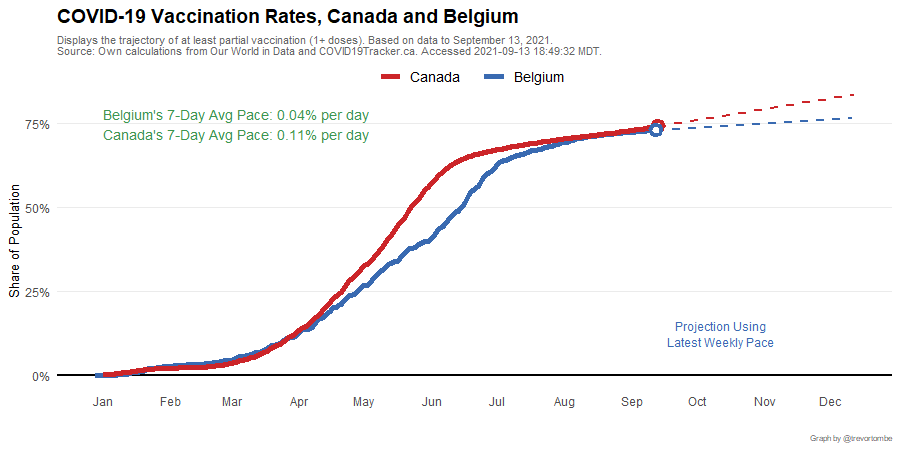 COVID-19 Vaccination Rates, Canada and Belgium
Displays the trajectory of at least partial vaccination (1+ doses). Based on data to September 13, 2021.
Source: Own calculations from Our World in Data and COVID19Tracker.ca. Accessed 2021-09-13 18:49:32 MDT.
Canada Belgium
Belgium's 7-Day Avg Pace: 0.04% per day
Canada's 7-Day Avg Pace: 0.11% per day
75%
50%
25%
0%
Share of Population
Projection Using
Latest Weekly Pace
Jan Feb Mar Apr May Jun Jul Aug Sep Oct Nov Dec
Graph by @trevortombe